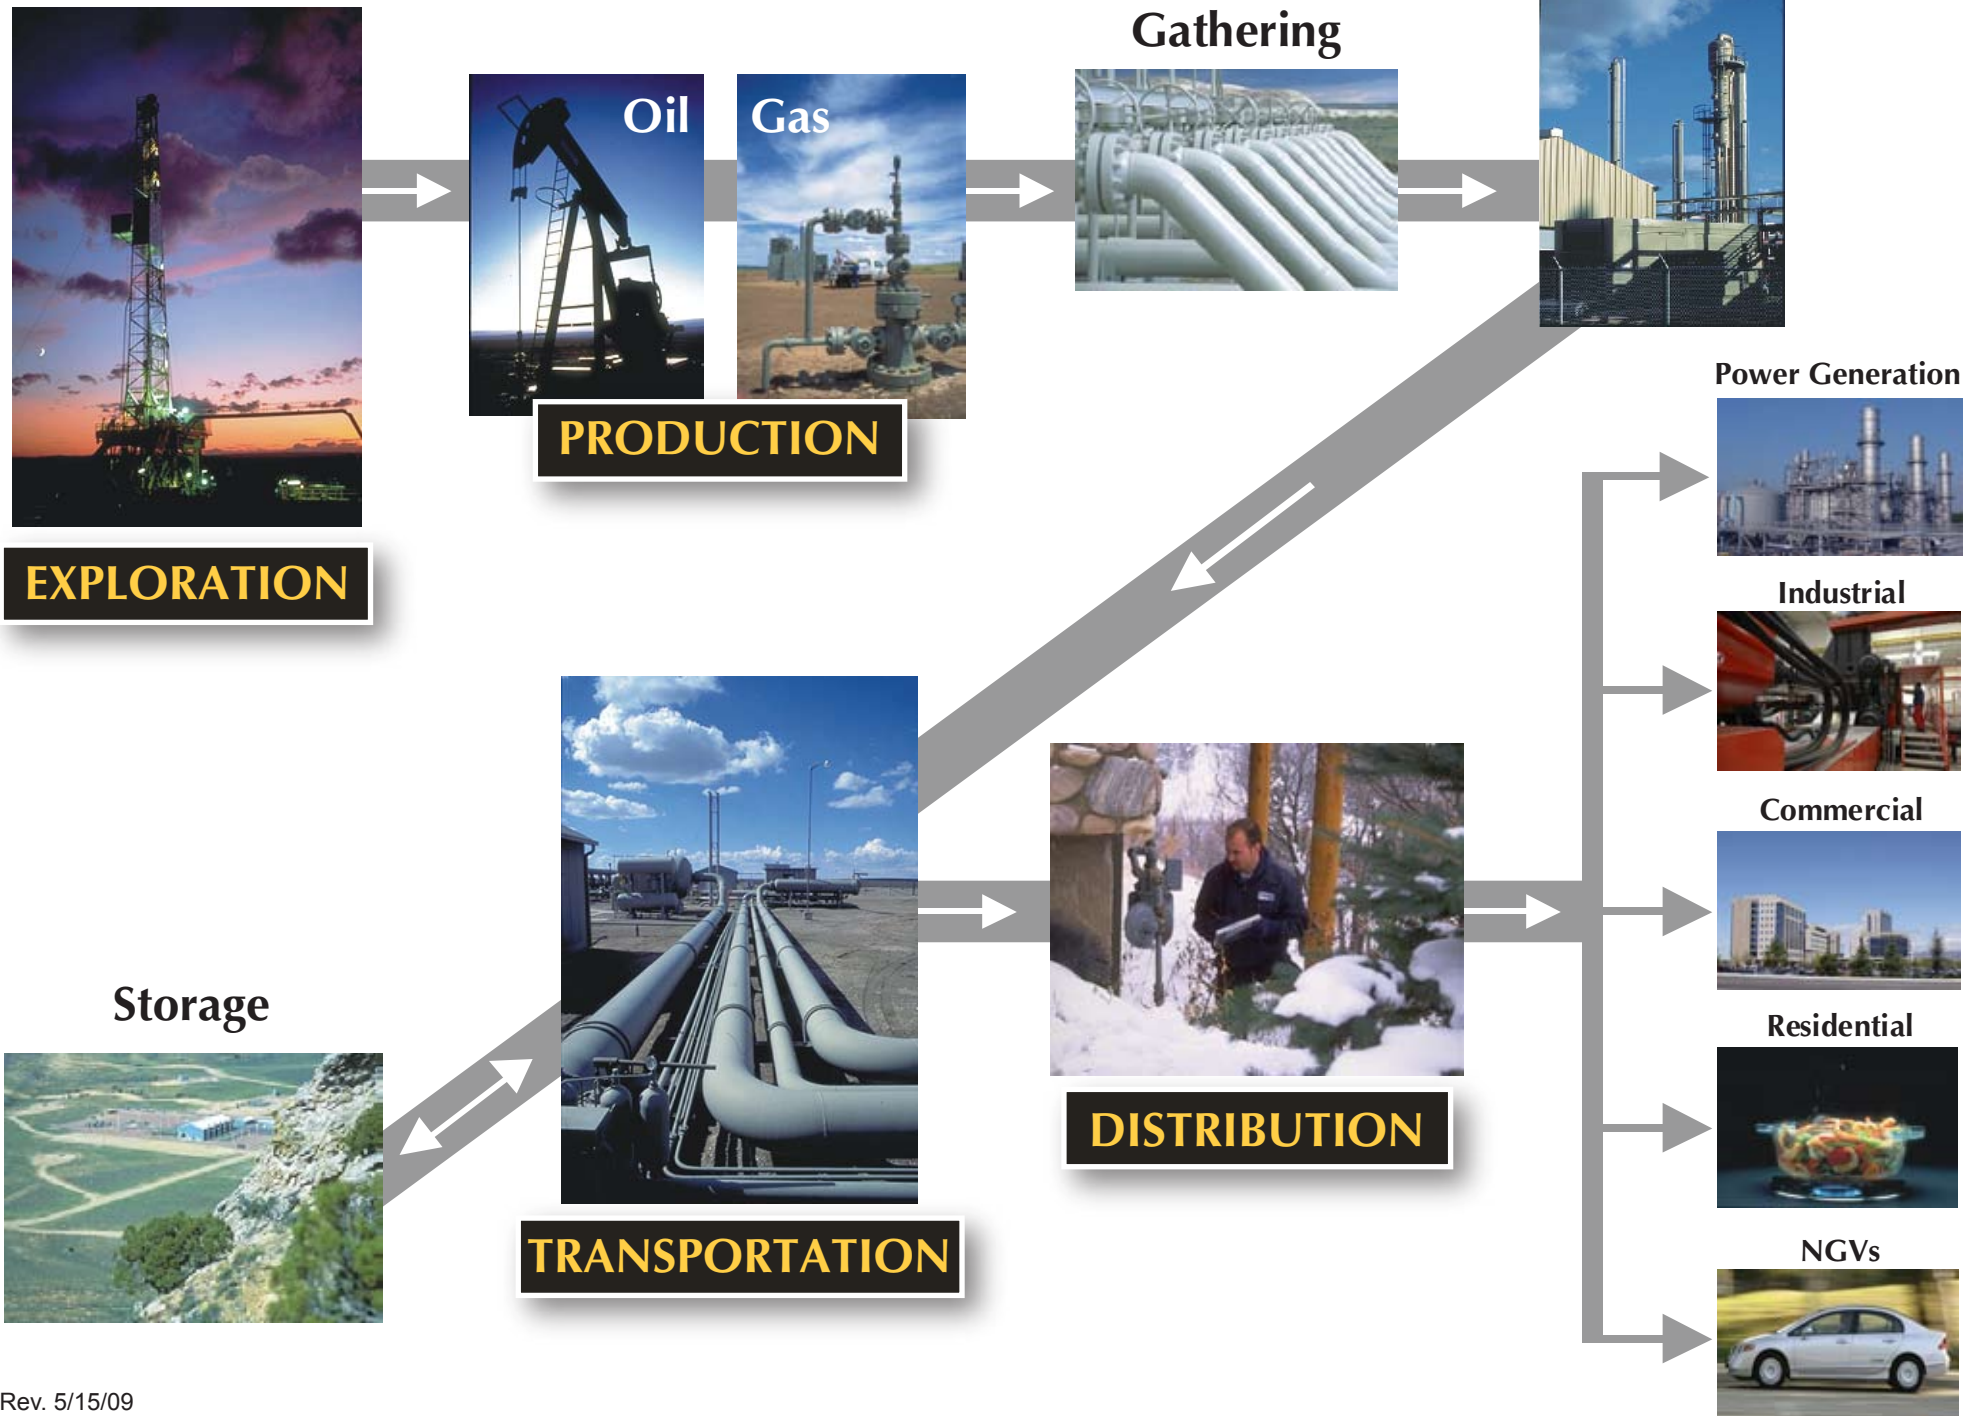 Gathering
Oil
Gas
PRODUCTION
EXPLORATION
Power Generation
Industrial
Commercial
Residential
NGVs
DISTRIBUTION
TRANSPORTATION
Storage
Rev. 5/15/09